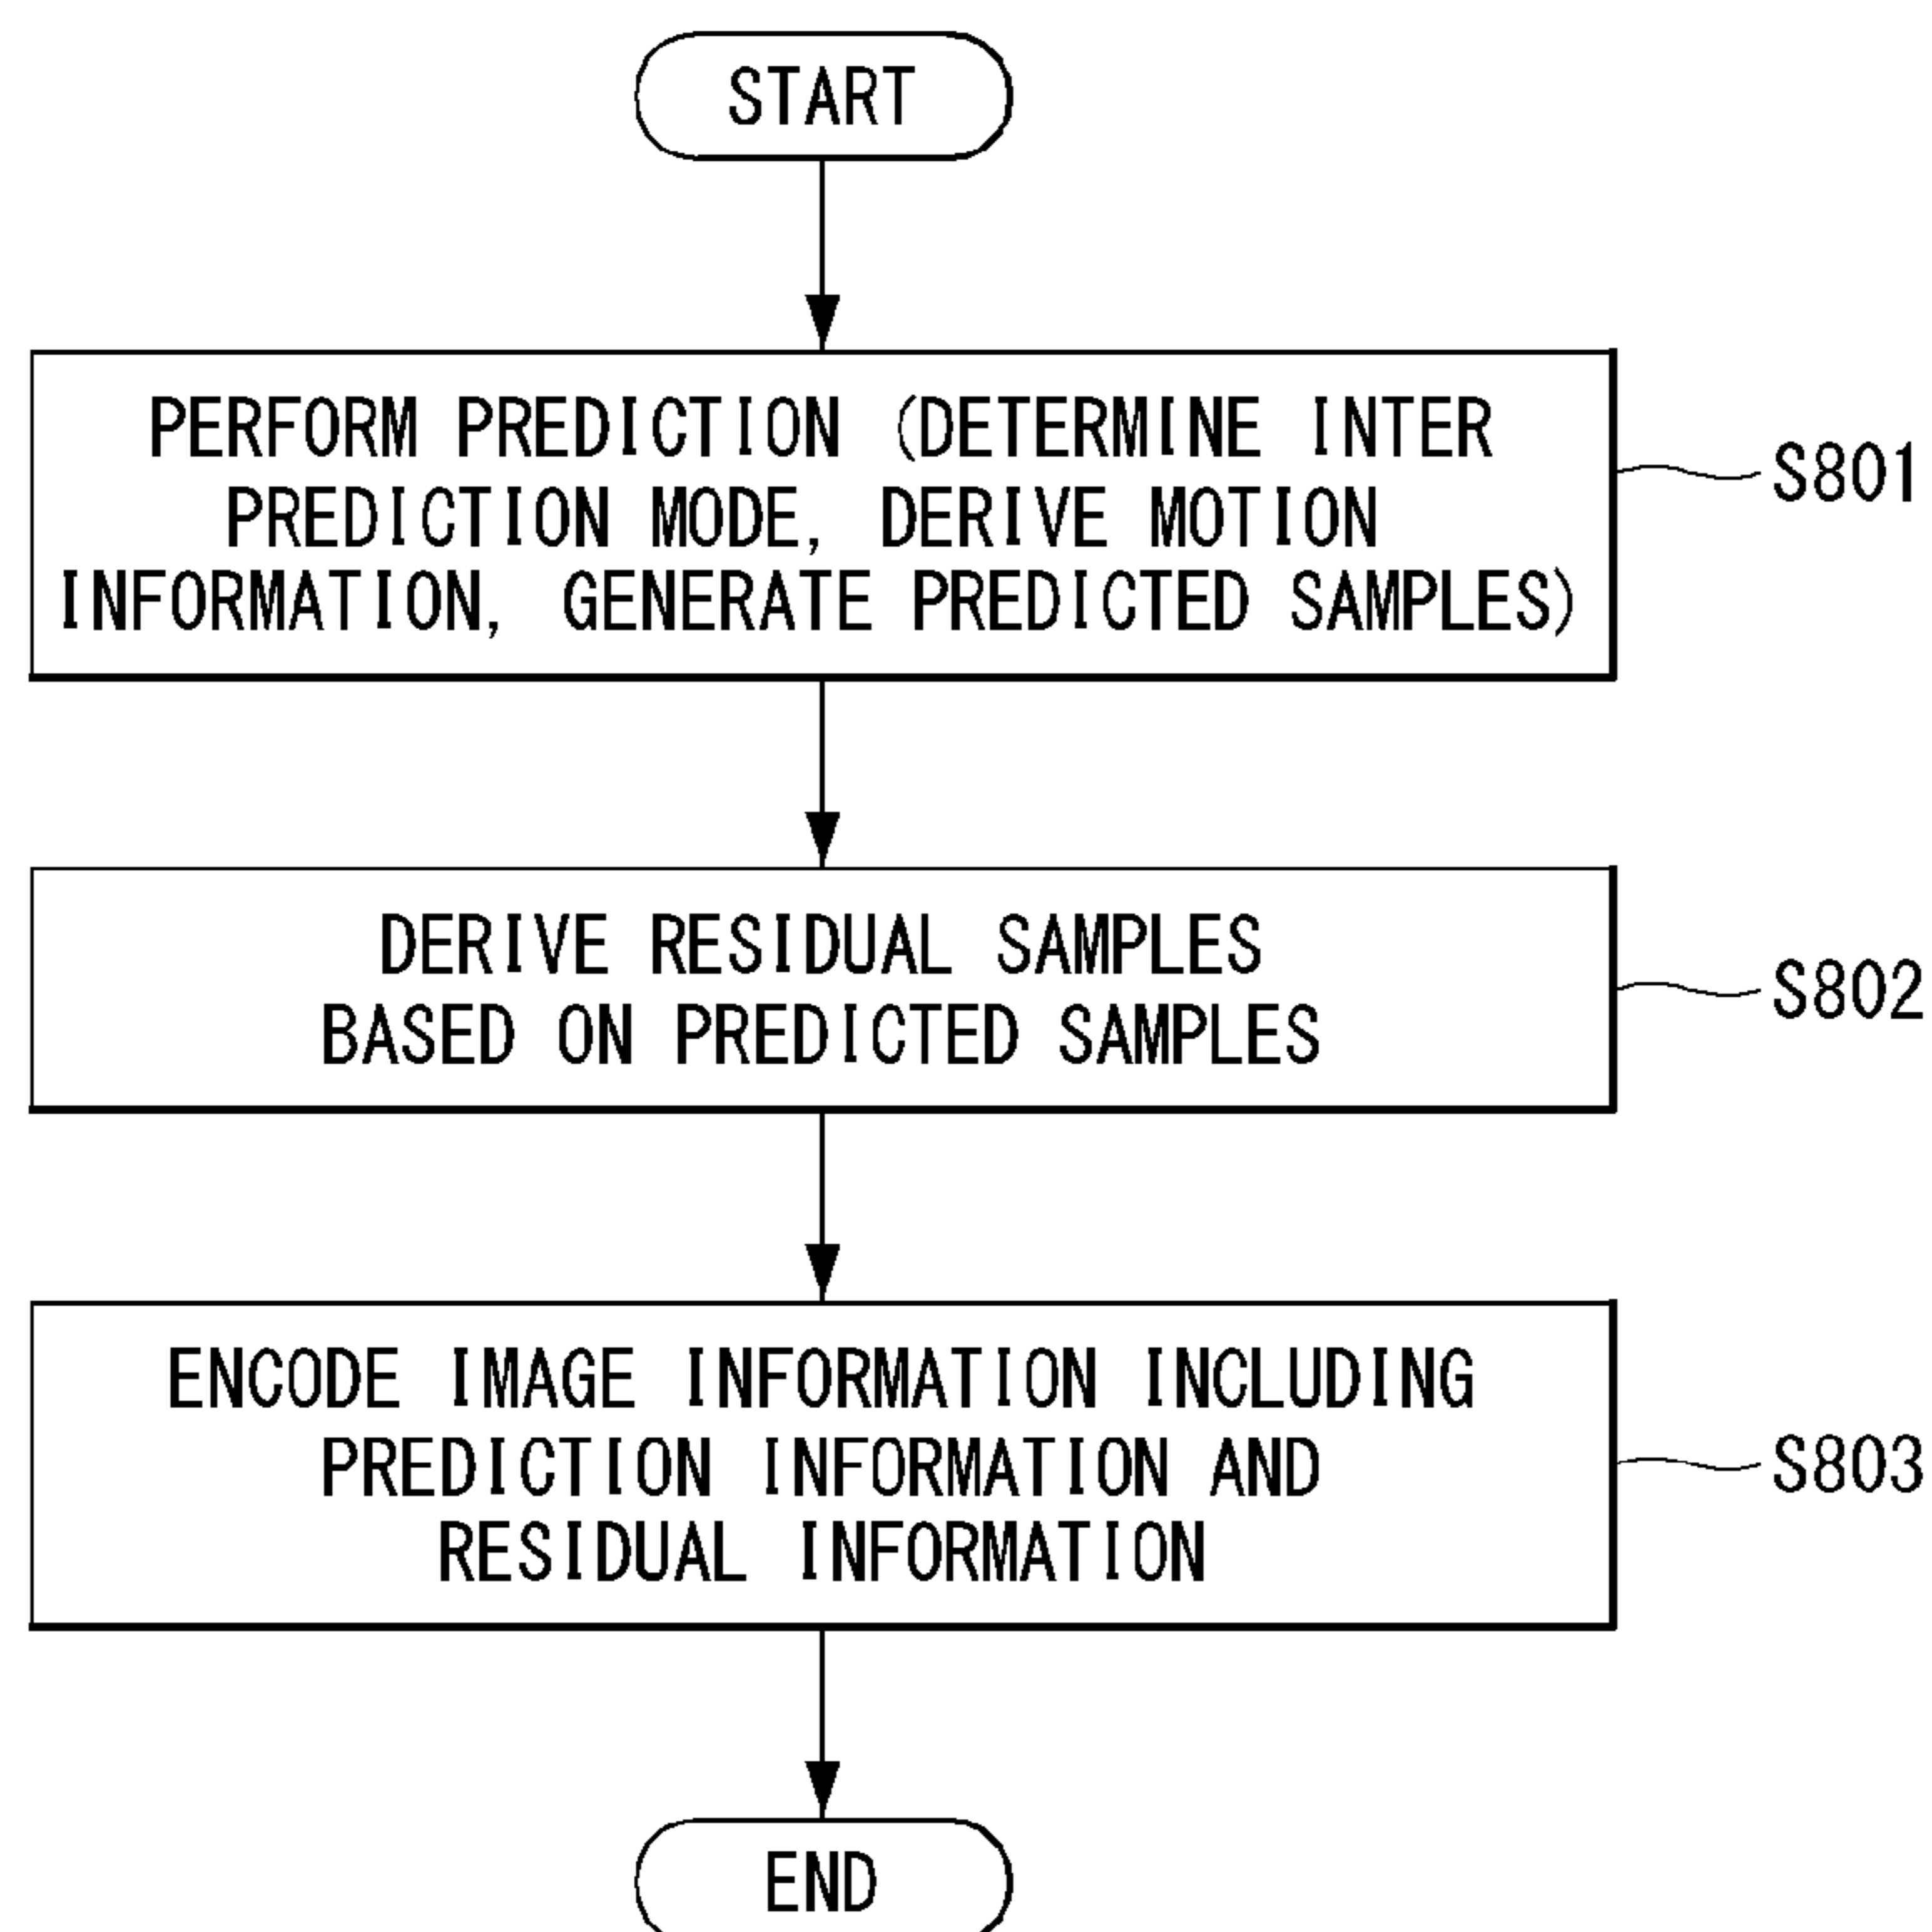 START
PERFORM PREDICTION (DETERMINE INTER
PREDICTION MODE, DERIVE MOTION
INFORMATION, GENERATE PREDICTED SAMPLES)
S801
DERIVE RESIDUAL SAMPLES
BASED ON PREDICTED SAMPLES
S802
ENCODE IMAGE INFORMATION INCLUDING
PREDICTION INFORMATION AND
RESIDUAL INFORMATION
S803
END